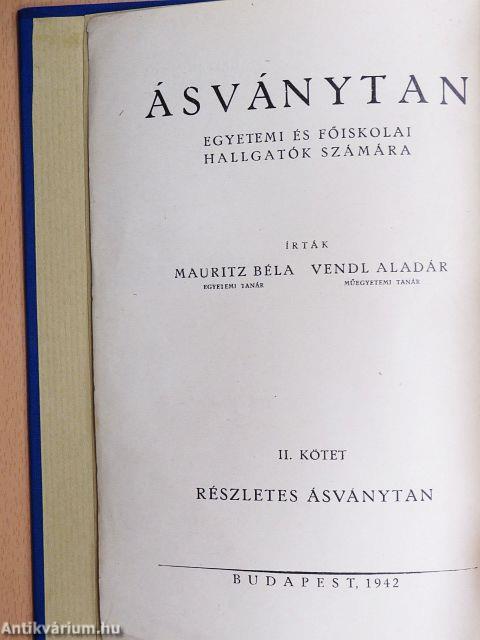 ÁSVÁNYTAN
EGYETEMI ÉS FŐISKOLAI
HALLGATÓK SZÁMÁRA
ÍRTÁK
MAURITZ BÉLA VENDL ALADÁR
EGYETEMI TANÁR MŰEGYETEMI TANÁR
II. KÖTET
RÉSZLETES ÁSVÁNYTAN
BUDAPEST, 1942
Antikvárium.hu